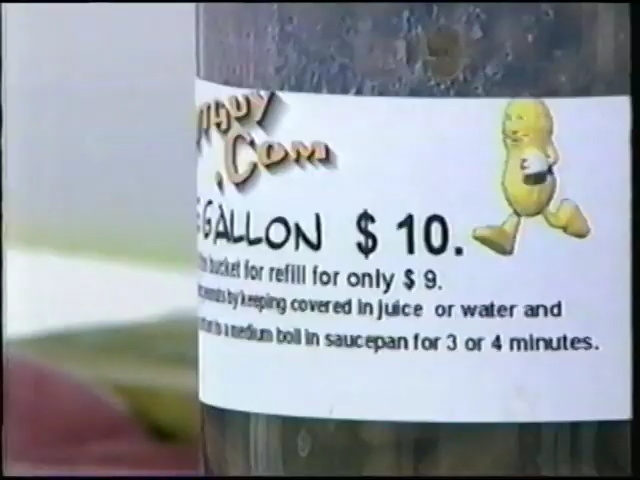 .Com
GALLON $ 10.
bucket for refill for only $ 9.
by keeping covered in juice or water and
to a medium boil in saucepan for 3 or 4 minutes.